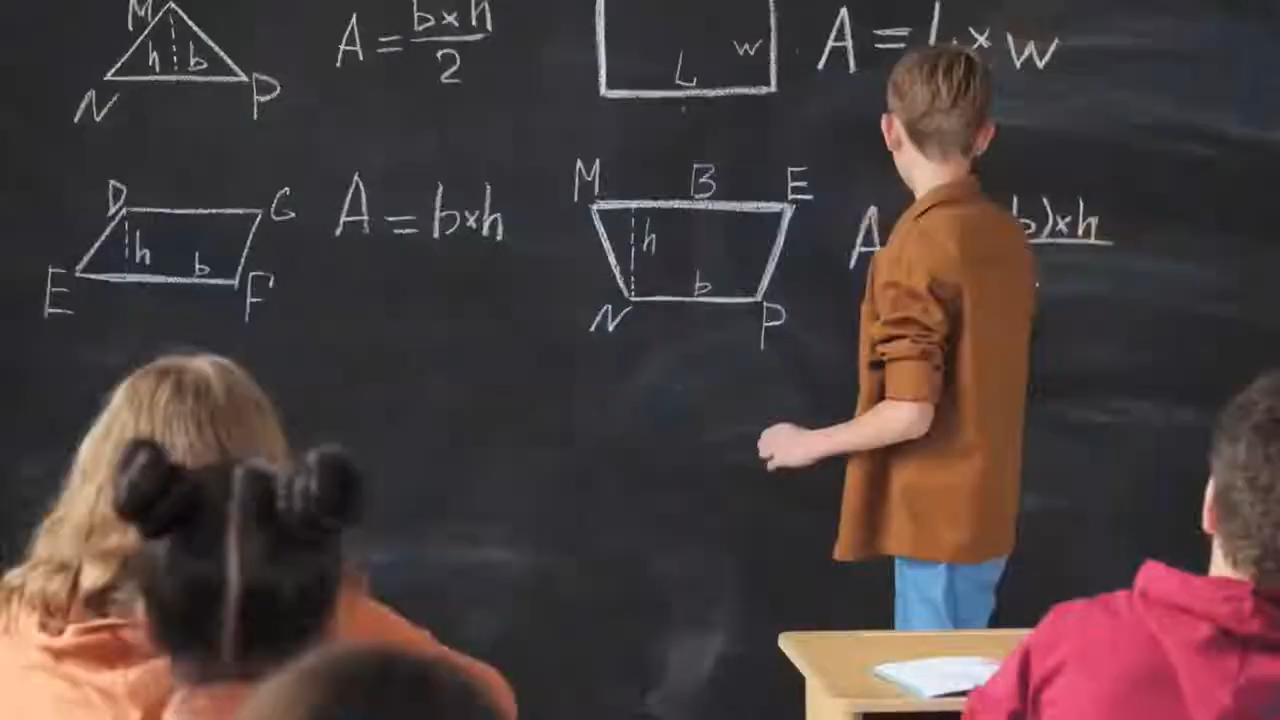 M
h b
N P
A = b×h
2
L w
A = L × w
D C
h
b
E F
A = b×h
M B E
h
b
N P
A b)×h